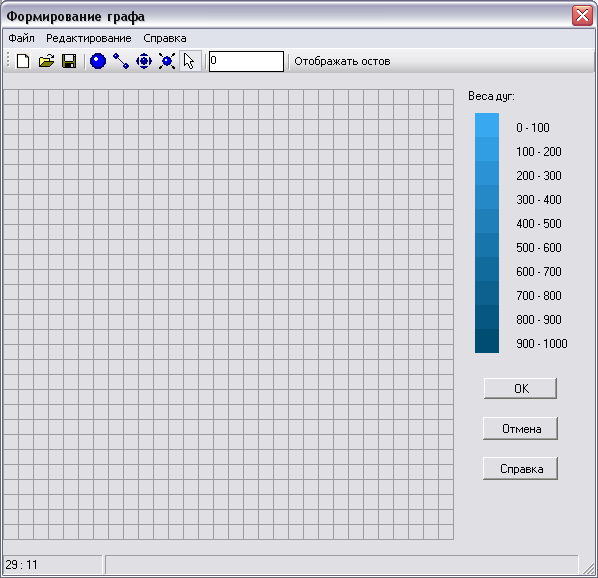 Формирование графа
Файл Редактирование Справка
0 Отображать остов
Веса дуг:
0 - 100
100 - 200
200 - 300
300 - 400
400 - 500
500 - 600
600 - 700
700 - 800
800 - 900
900 - 1000
OK
Отмена
Справка
29 : 11